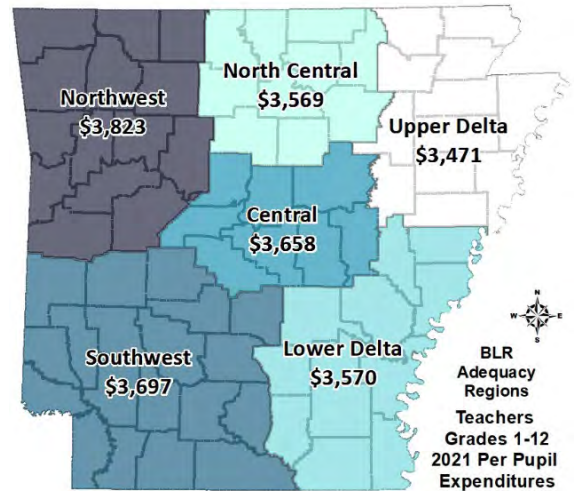 North Central
$3,569
Northwest
$3,823
Upper Delta
$3,471
Central
$3,658
Southwest
$3,697
Lower Delta
$3,570
N
W E
S
BLR
Adequacy
Regions
Teachers
Grades 1-12
2021 Per Pupil
Expenditures